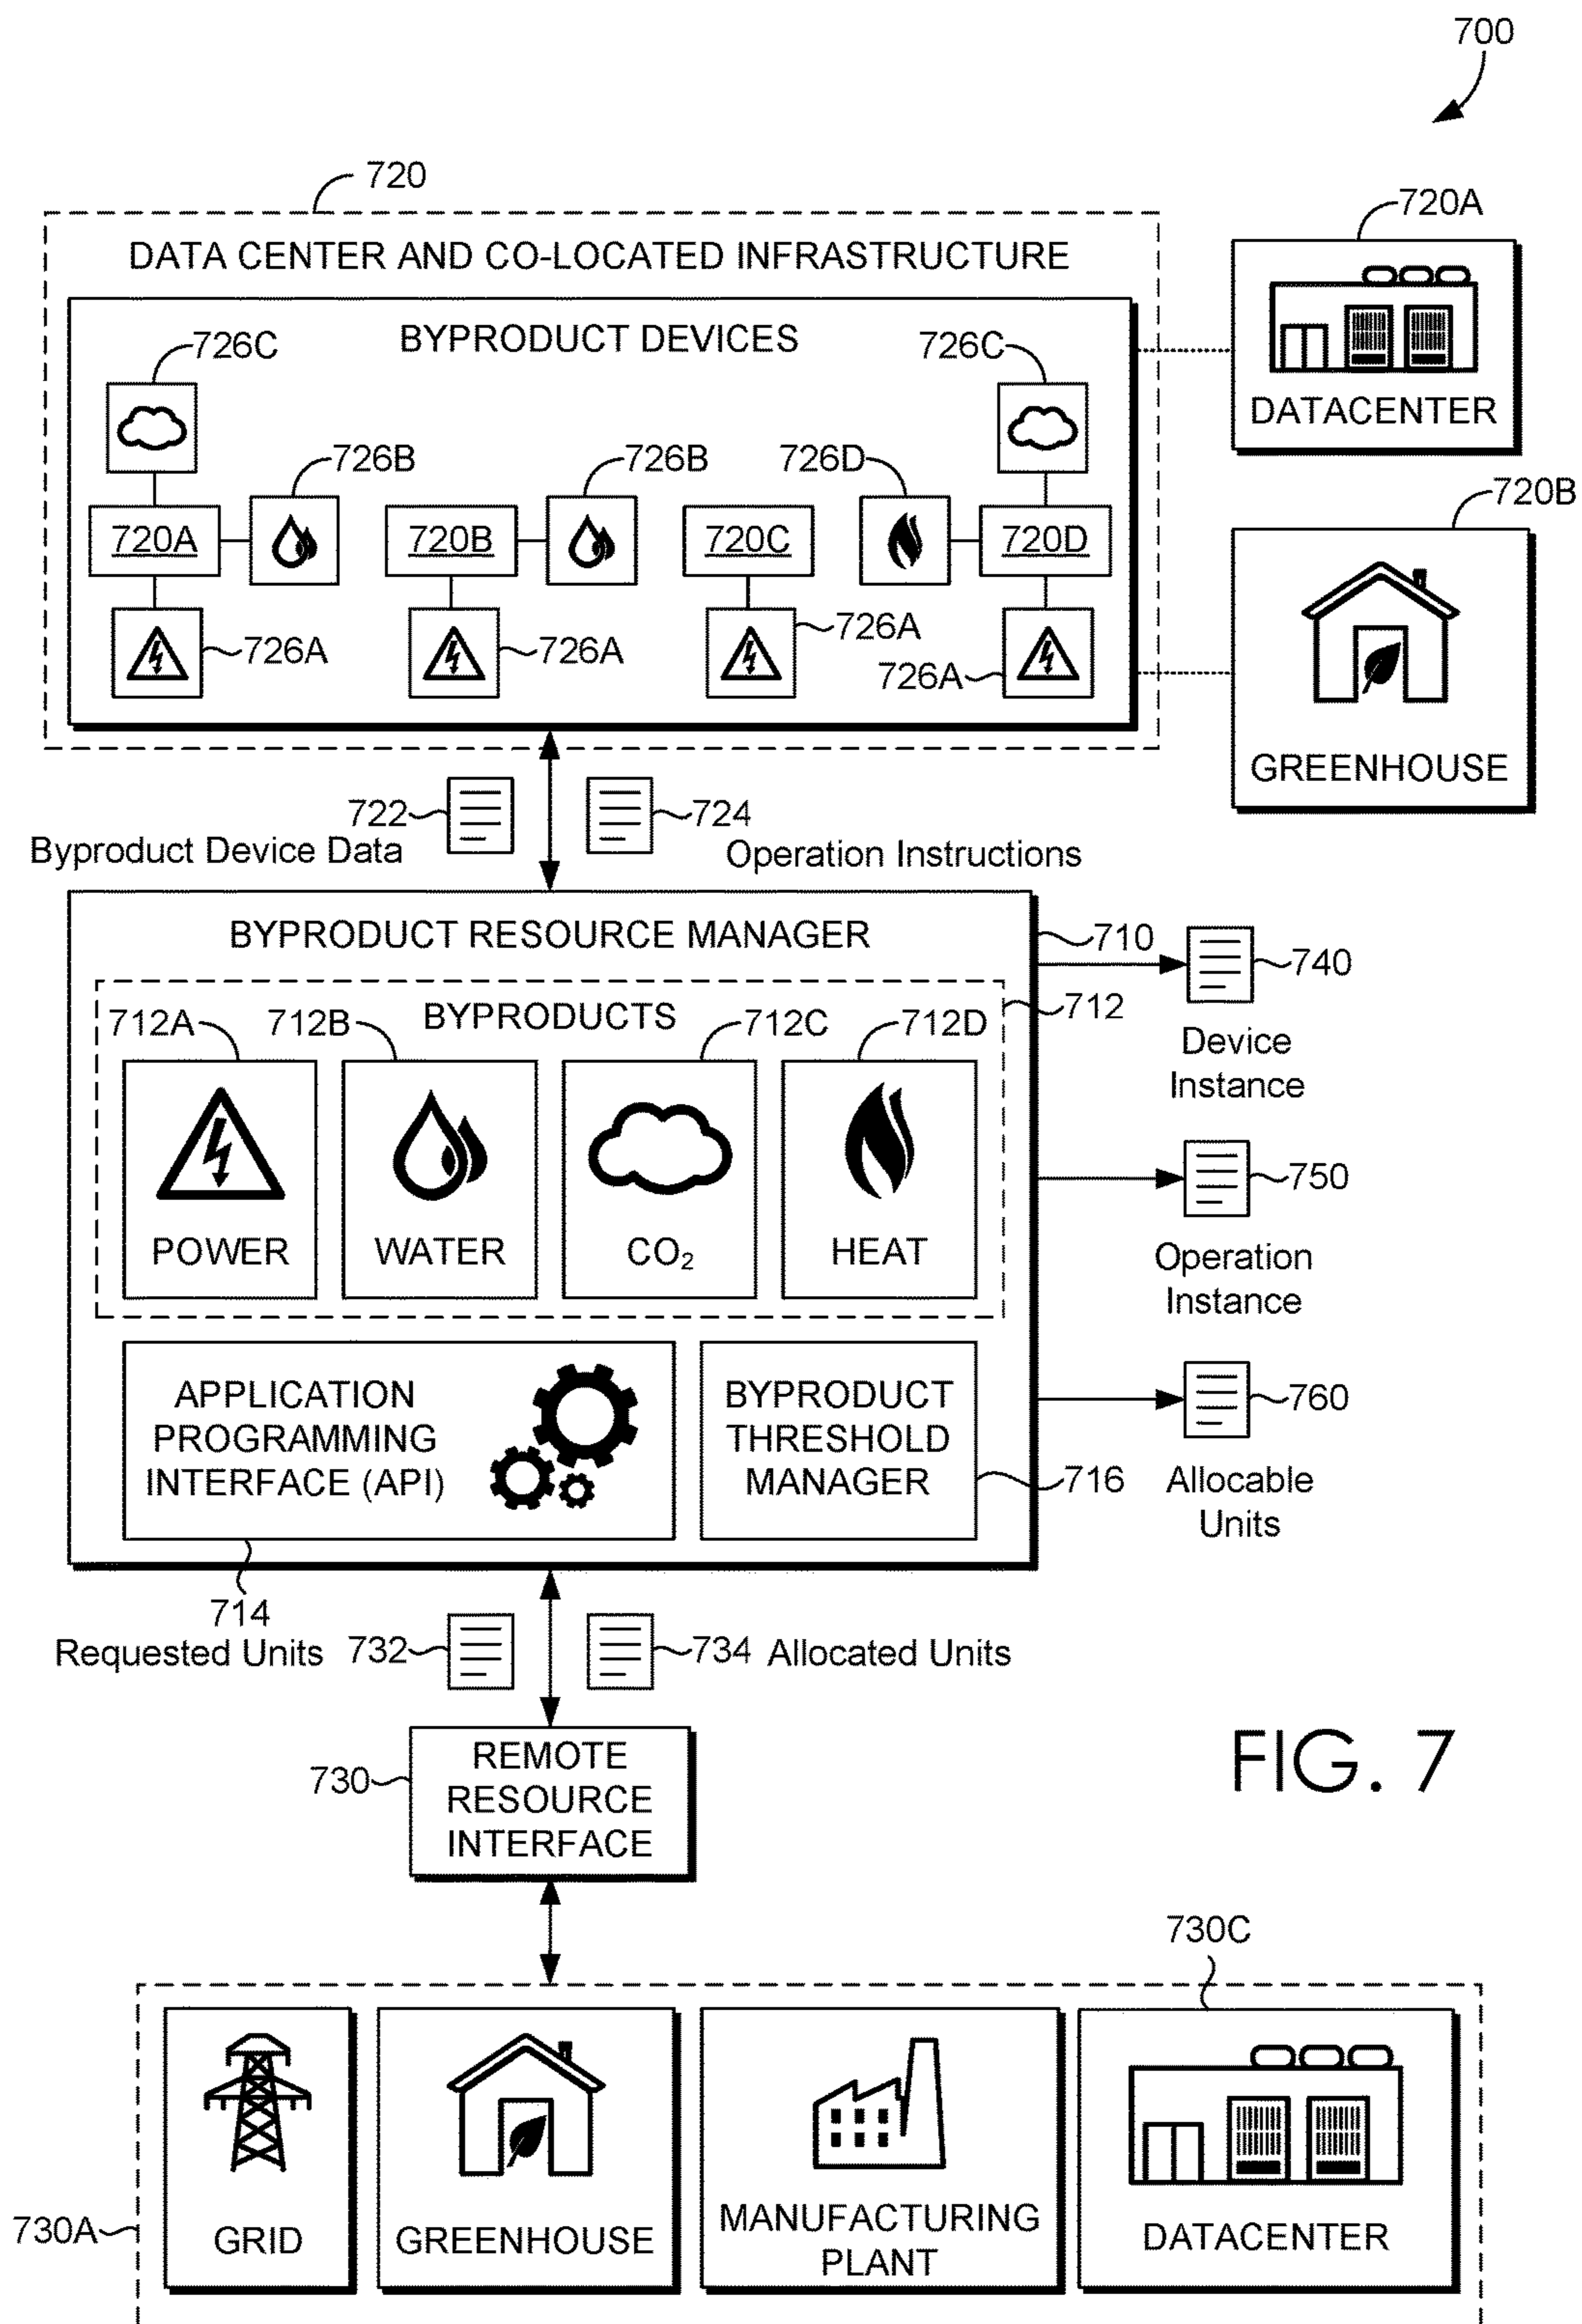 700
720
720A
DATA CENTER AND CO-LOCATED INFRASTRUCTURE
BYPRODUCT DEVICES
726C
726C
DATACENTER
726B
726B
726D
720B
720A
720B
720C
720D
726A
726A
726A
726A
GREENHOUSE
722
724
Byproduct Device Data
Operation Instructions
BYPRODUCT RESOURCE MANAGER
710
740
Device
Instance
712
BYPRODUCTS
712A
712B
712C
712D
POWER
WATER
CO₂
HEAT
750
Operation
Instance
APPLICATION
PROGRAMMING
INTERFACE (API)
BYPRODUCT
THRESHOLD
MANAGER
716
760
Allocable
Units
714
Requested Units
732
734
Allocated Units
730
REMOTE
RESOURCE
INTERFACE
FIG. 7
730C
730A
GRID
GREENHOUSE
MANUFACTURING
PLANT
DATACENTER